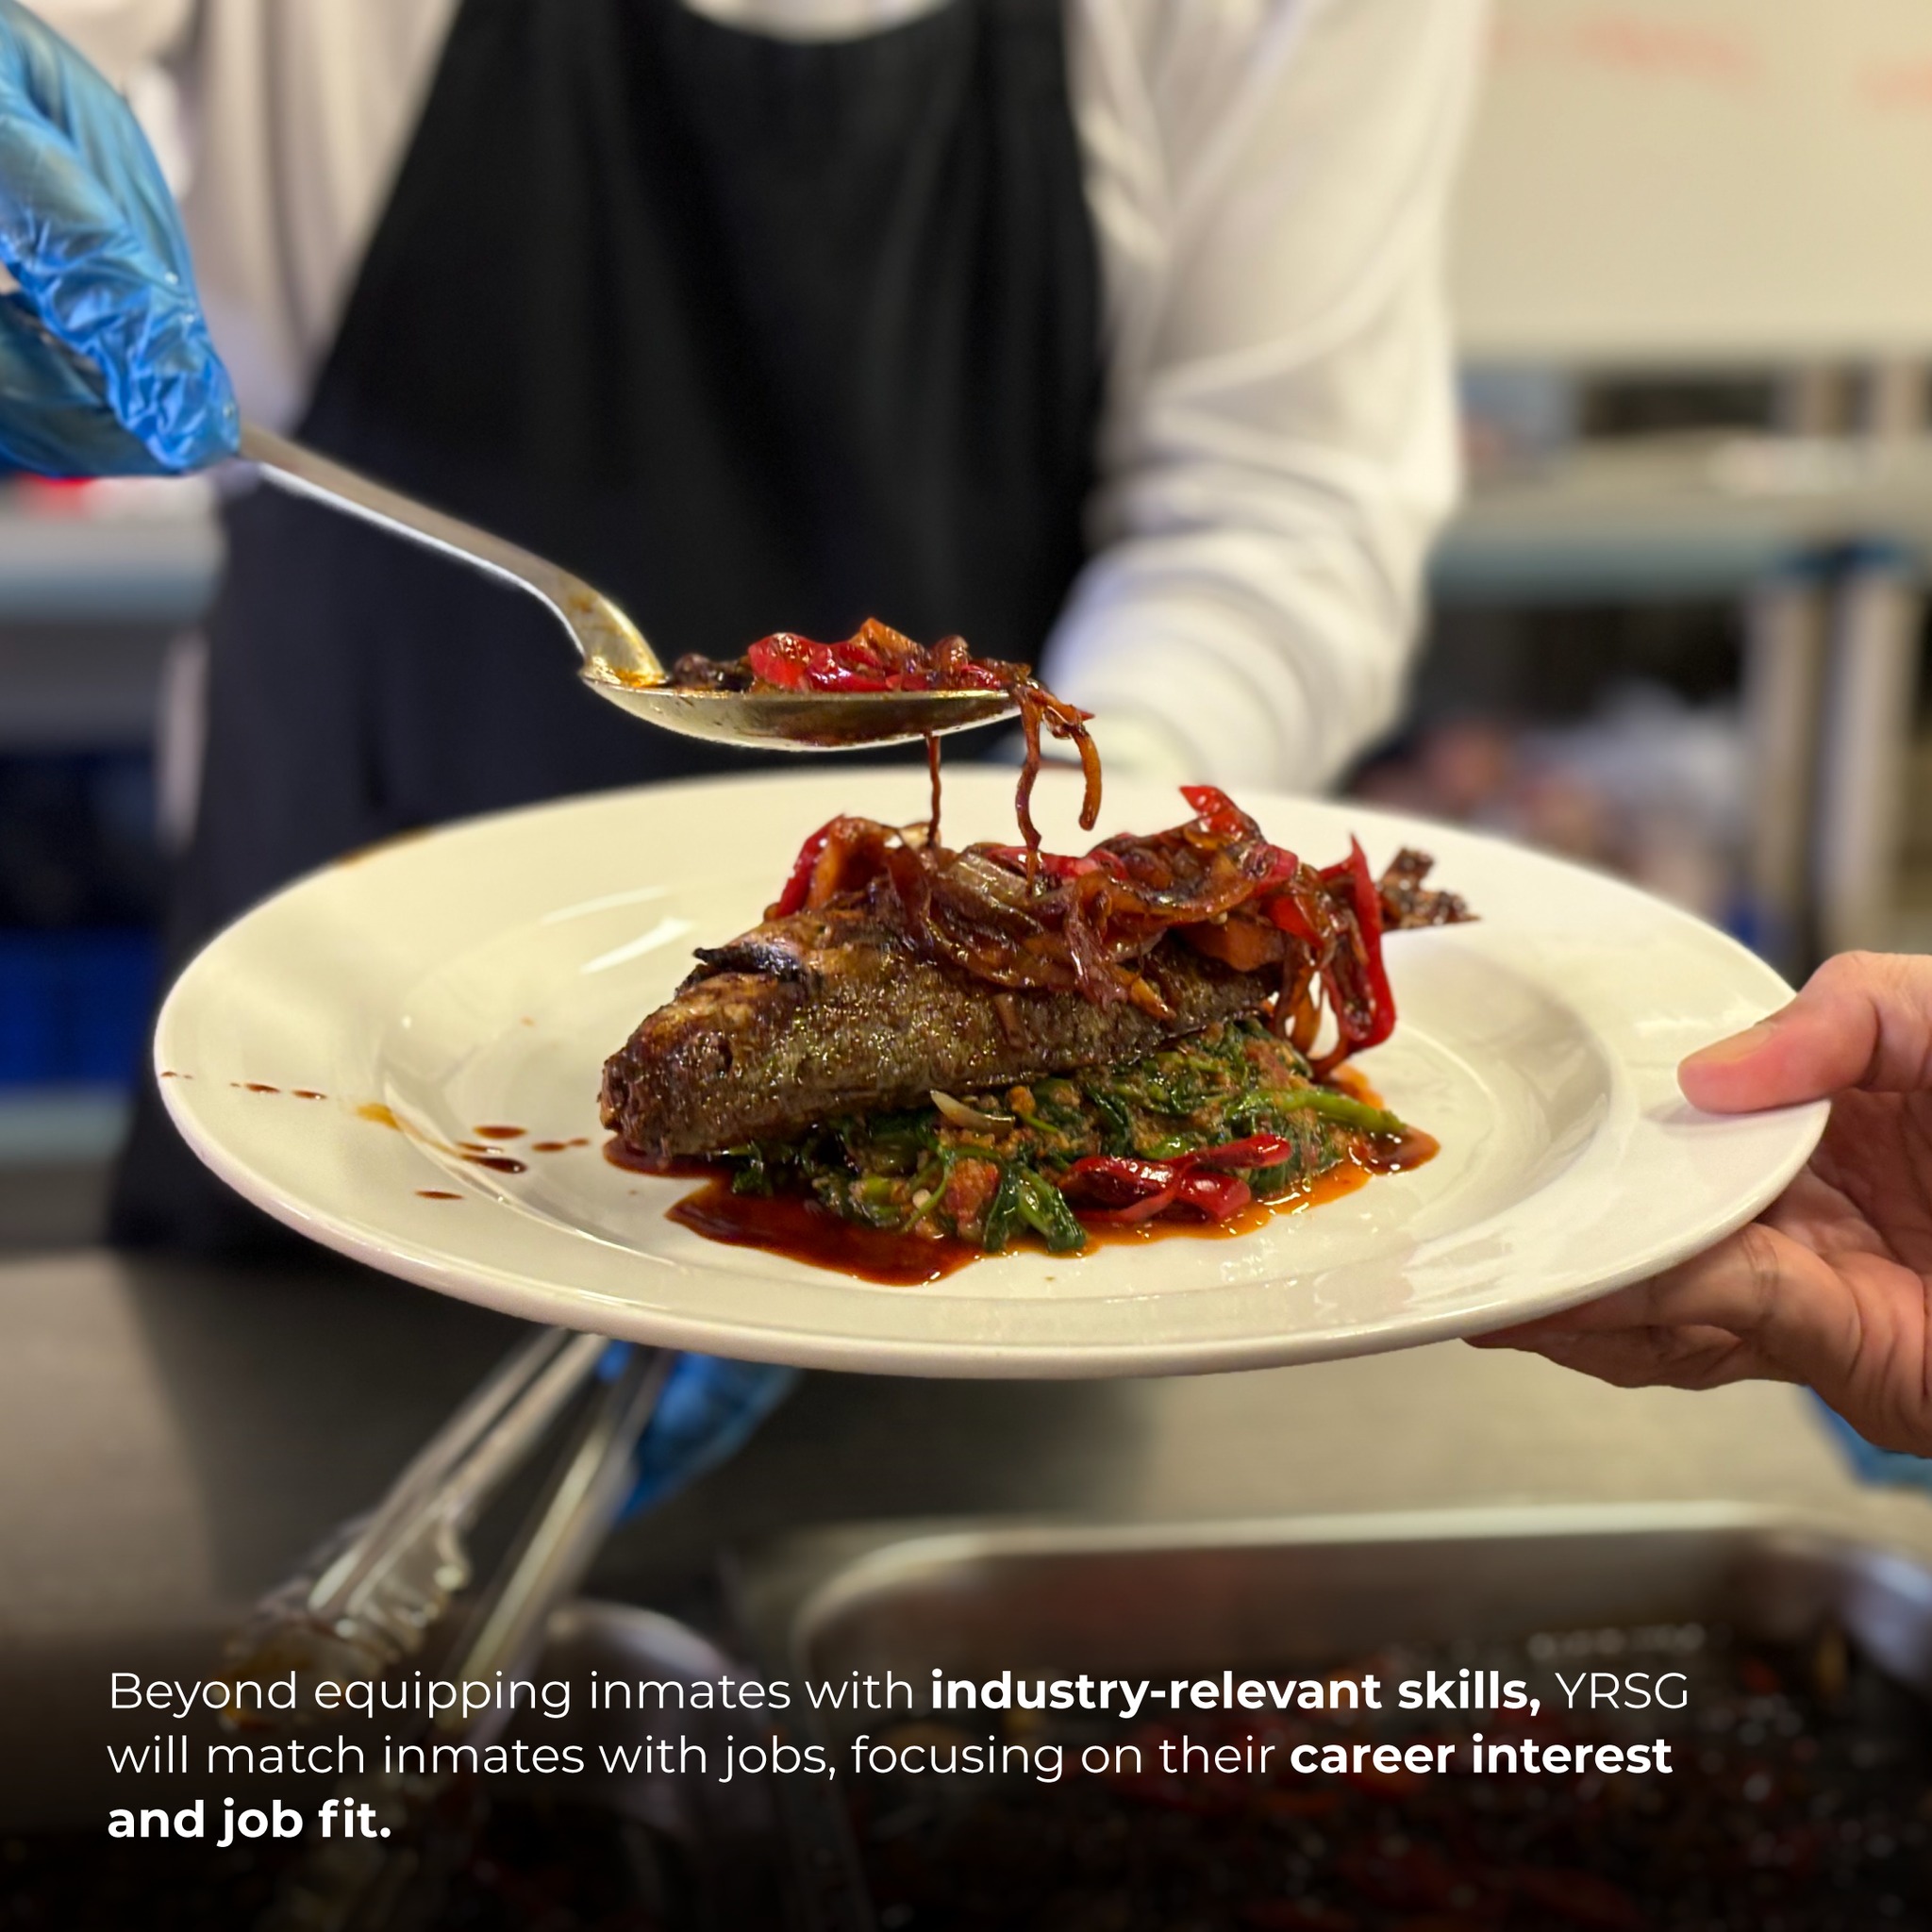 Beyond equipping inmates with industry-relevant skills, YRSG
will match inmates with jobs, focusing on their career interest
and job fit.